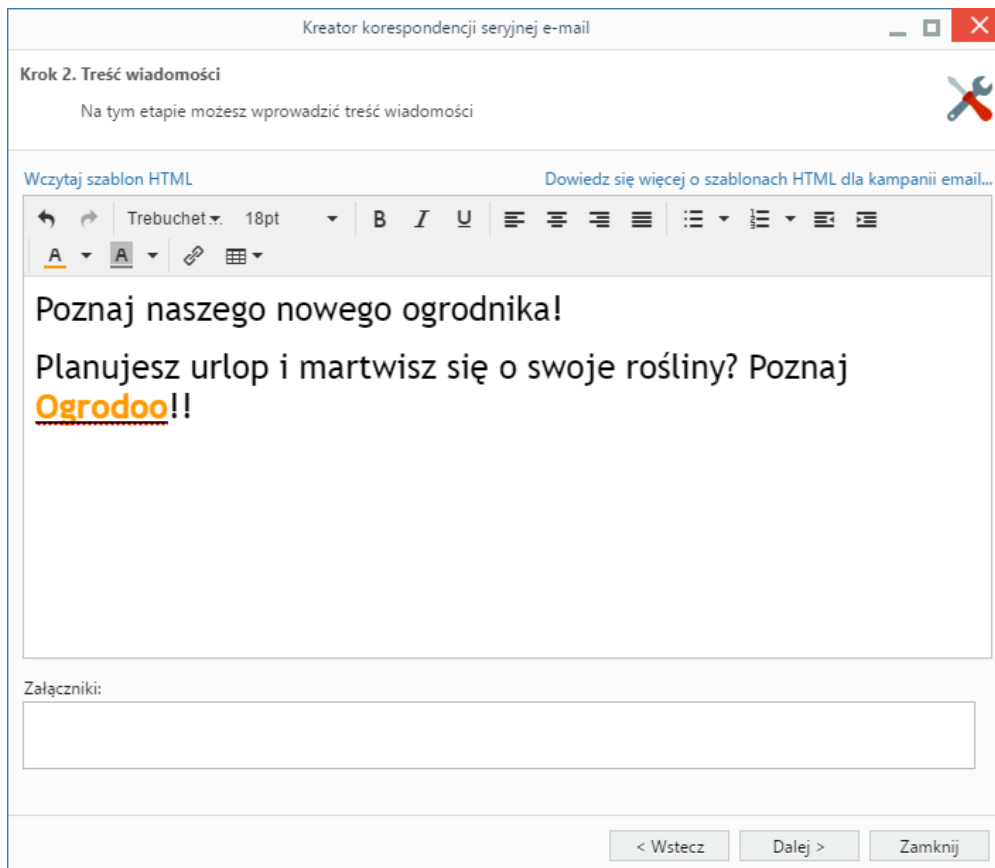 Kreator korespondencji seryjnej e-mail
Krok 2. Treść wiadomości
Na tym etapie możesz wprowadzić treść wiadomości
Wczytaj szablon HTML
Dowiedz się więcej o szablonach HTML dla kampanii email...
Trebuchet ... 18pt B I U
A A
Poznaj naszego nowego ogrodnika!
Planujesz urlop i martwisz się o swoje rośliny? Poznaj
Ogrodoo!!
Załączniki:
< Wstecz Dalej > Zamknij